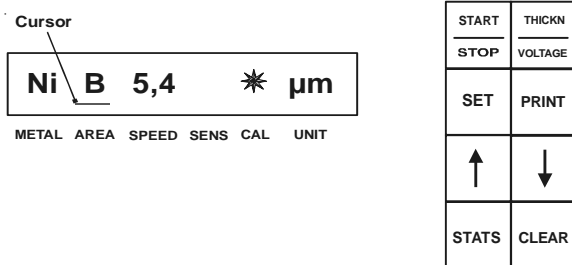 Cursor
Ni B 5,4 ✷ µm
METAL AREA SPEED SENS CAL UNIT
START THICKN
STOP VOLTAGE
SET PRINT
↑ ↓
STATS CLEAR